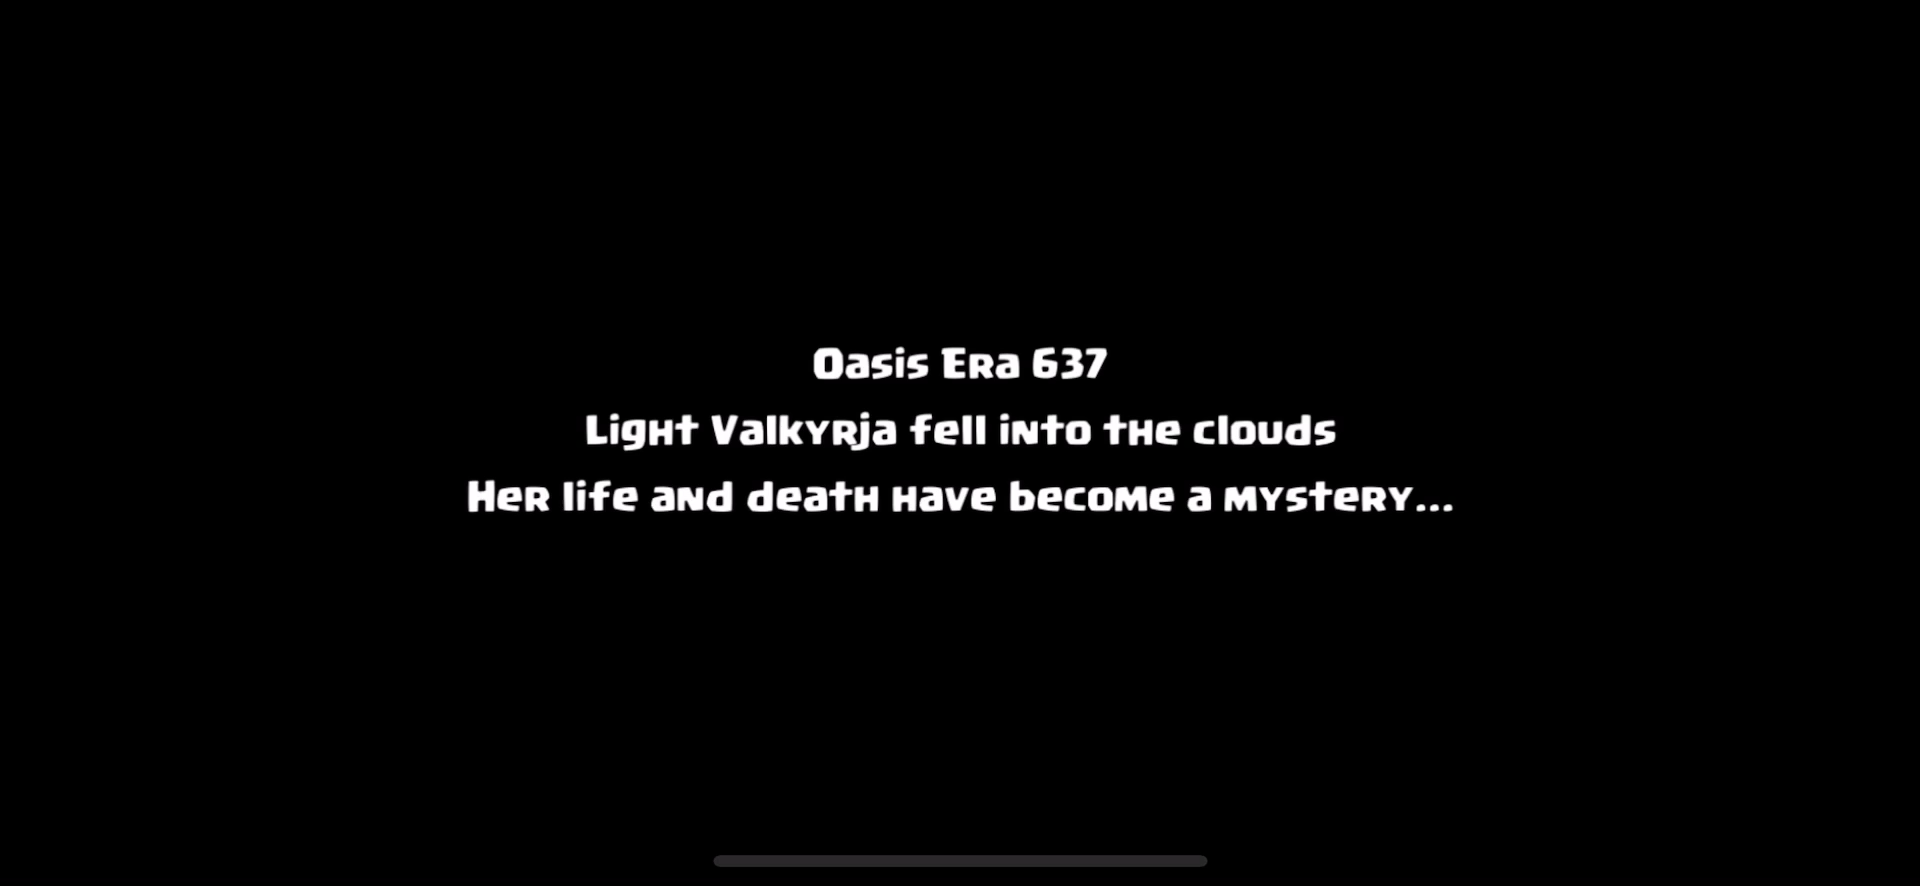 Oasis Era 637
Light Valkyrja fell into the clouds
Her life and death have become a mystery...